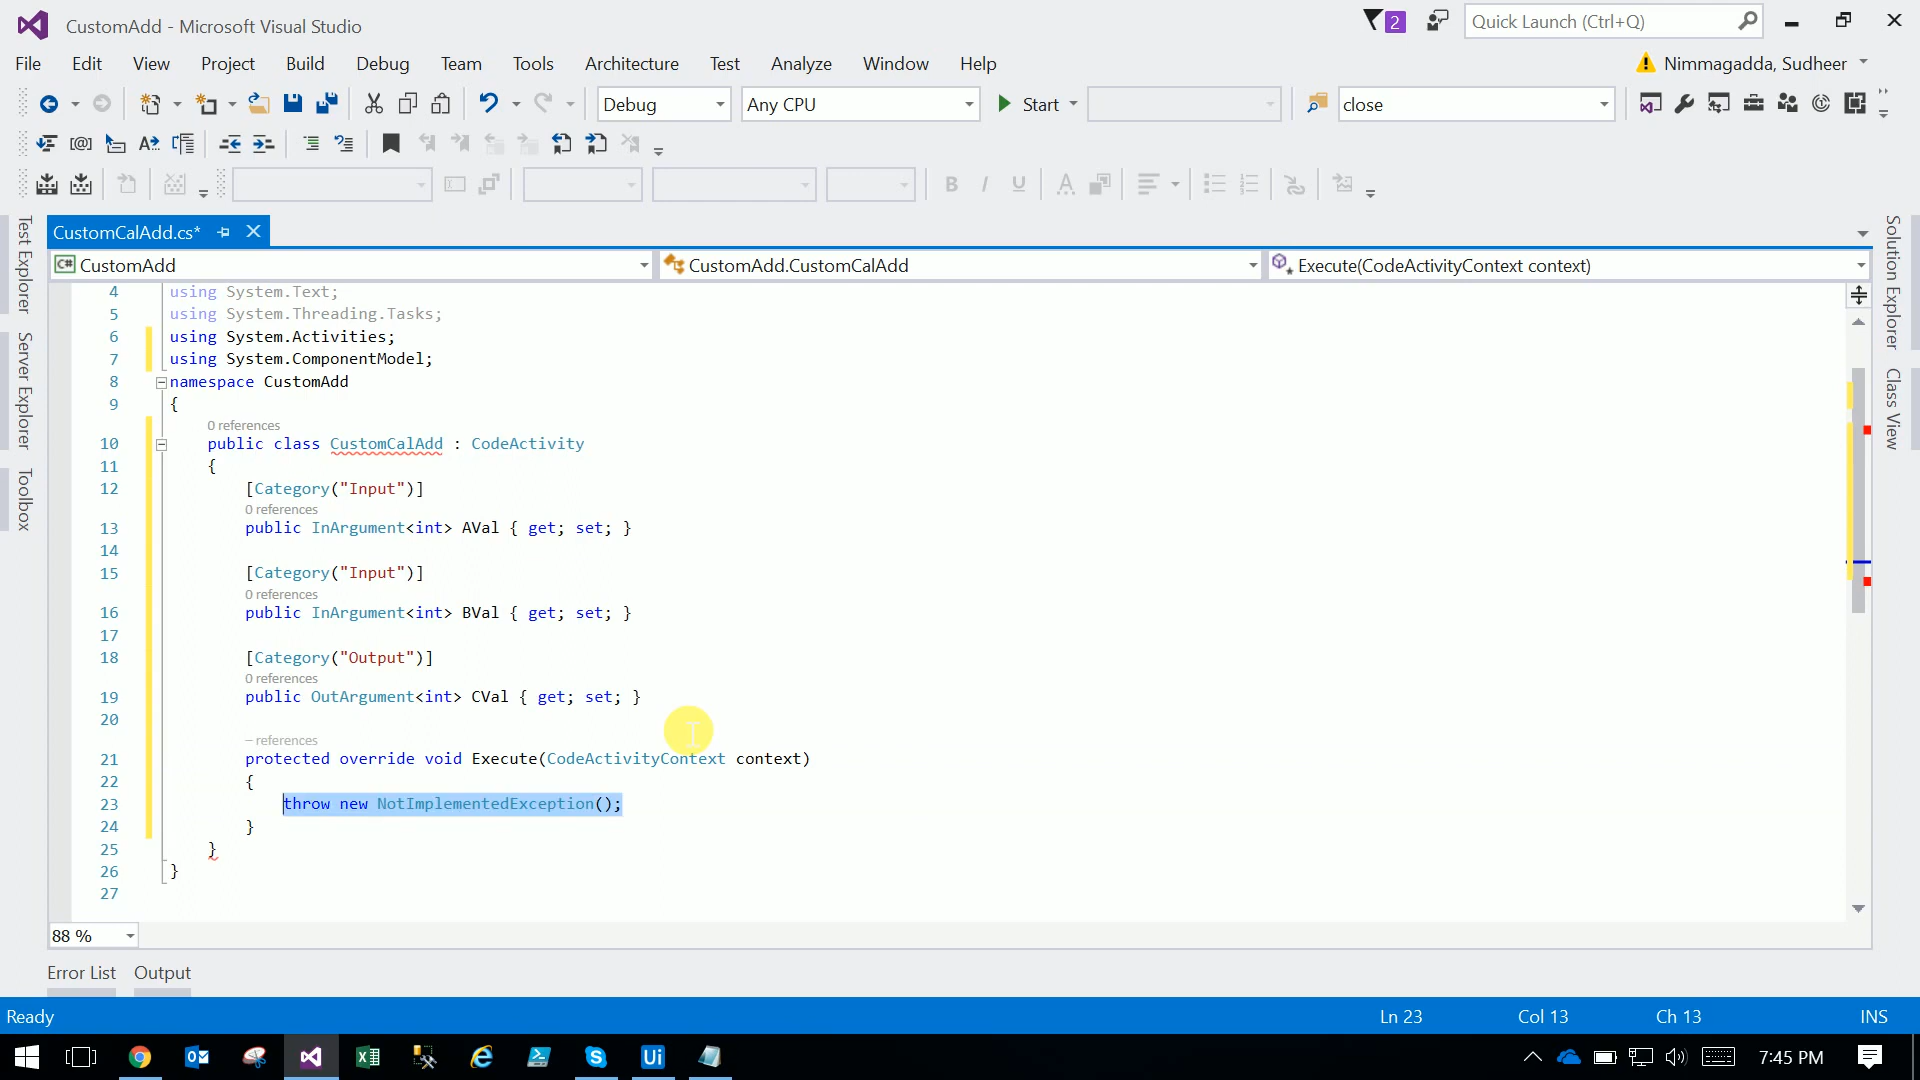 CustomAdd - Microsoft Visual Studio
2
Quick Launch (Ctrl+Q)
File Edit View Project Build Debug Team Tools Architecture Test Analyze Window Help
Nimmagadda, Sudheer
Debug
Any CPU
Start
close
Test Explorer
Server Explorer
Toolbox
CustomCalAdd.cs*
C# CustomAdd
CustomAdd.CustomCalAdd
Execute(CodeActivityContext context)
4 using System.Text;
5 using System.Threading.Tasks;
6 using System.Activities;
7 using System.ComponentModel;
8 namespace CustomAdd
9 {
0 references
10 public class CustomCalAdd : CodeActivity
11 {
12 [Category("Input")]
0 references
13 public InArgument<int> AVal { get; set; }
14
15 [Category("Input")]
0 references
16 public InArgument<int> BVal { get; set; }
17
18 [Category("Output")]
0 references
19 public OutArgument<int> CVal { get; set; }
20
– references
21 protected override void Execute(CodeActivityContext context)
22 {
23 throw new NotImplementedException();
24 }
25 }
26 }
27
Solution Explorer
Class View
88 %
Error List Output
Ready
Ln 23
Col 13
Ch 13
INS
Ui
7:45 PM